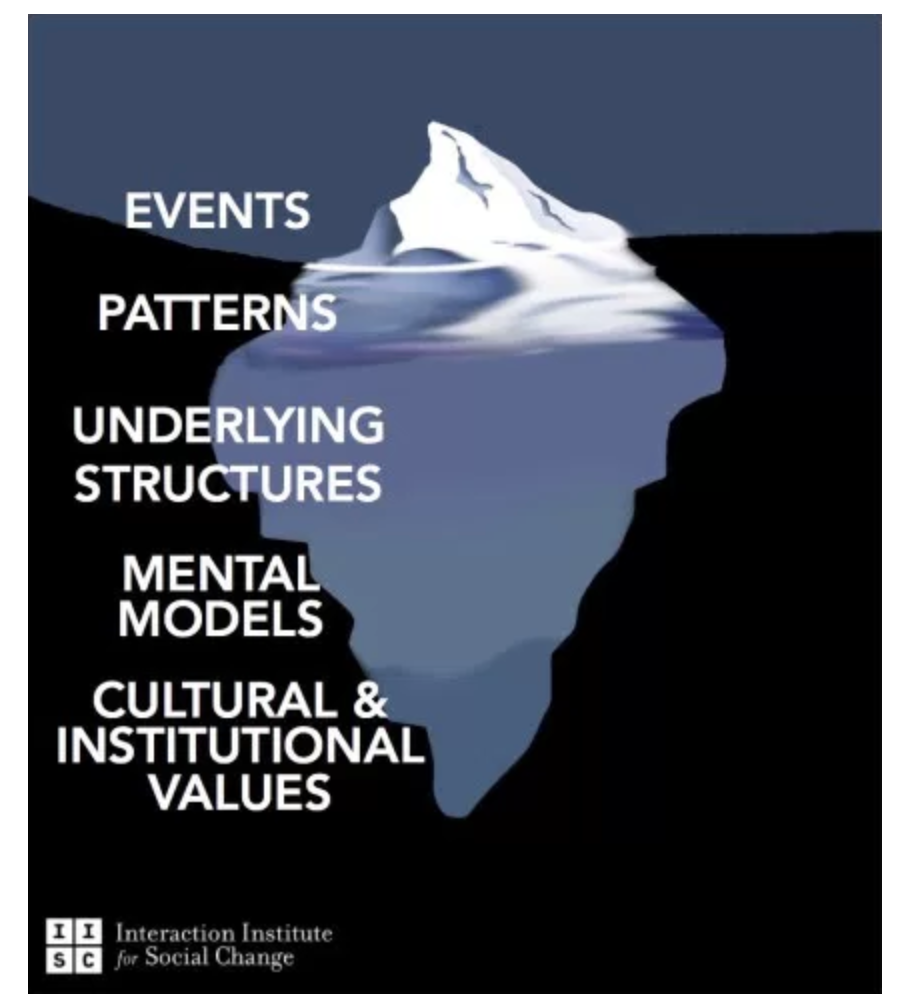 EVENTS
PATTERNS
UNDERLYING
STRUCTURES
MENTAL
MODELS
CULTURAL &
INSTITUTIONAL
VALUES
I I
S C
Interaction Institute
for Social Change